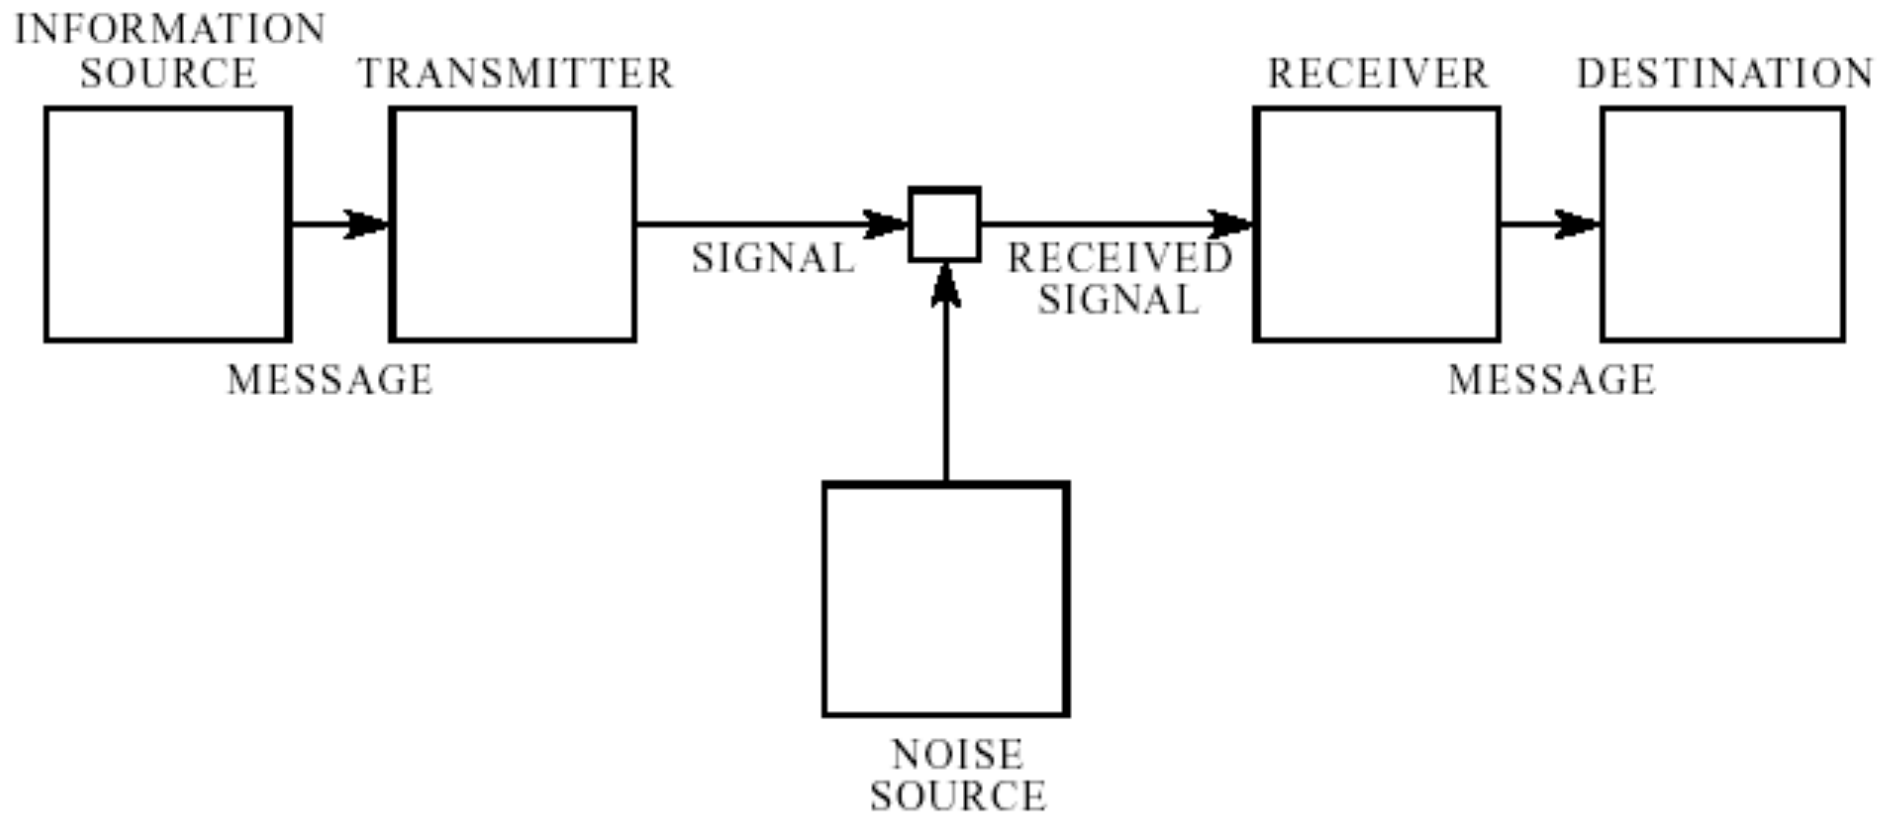 INFORMATION
SOURCE
TRANSMITTER
RECEIVER
DESTINATION
SIGNAL
RECEIVED
SIGNAL
MESSAGE
MESSAGE
NOISE
SOURCE